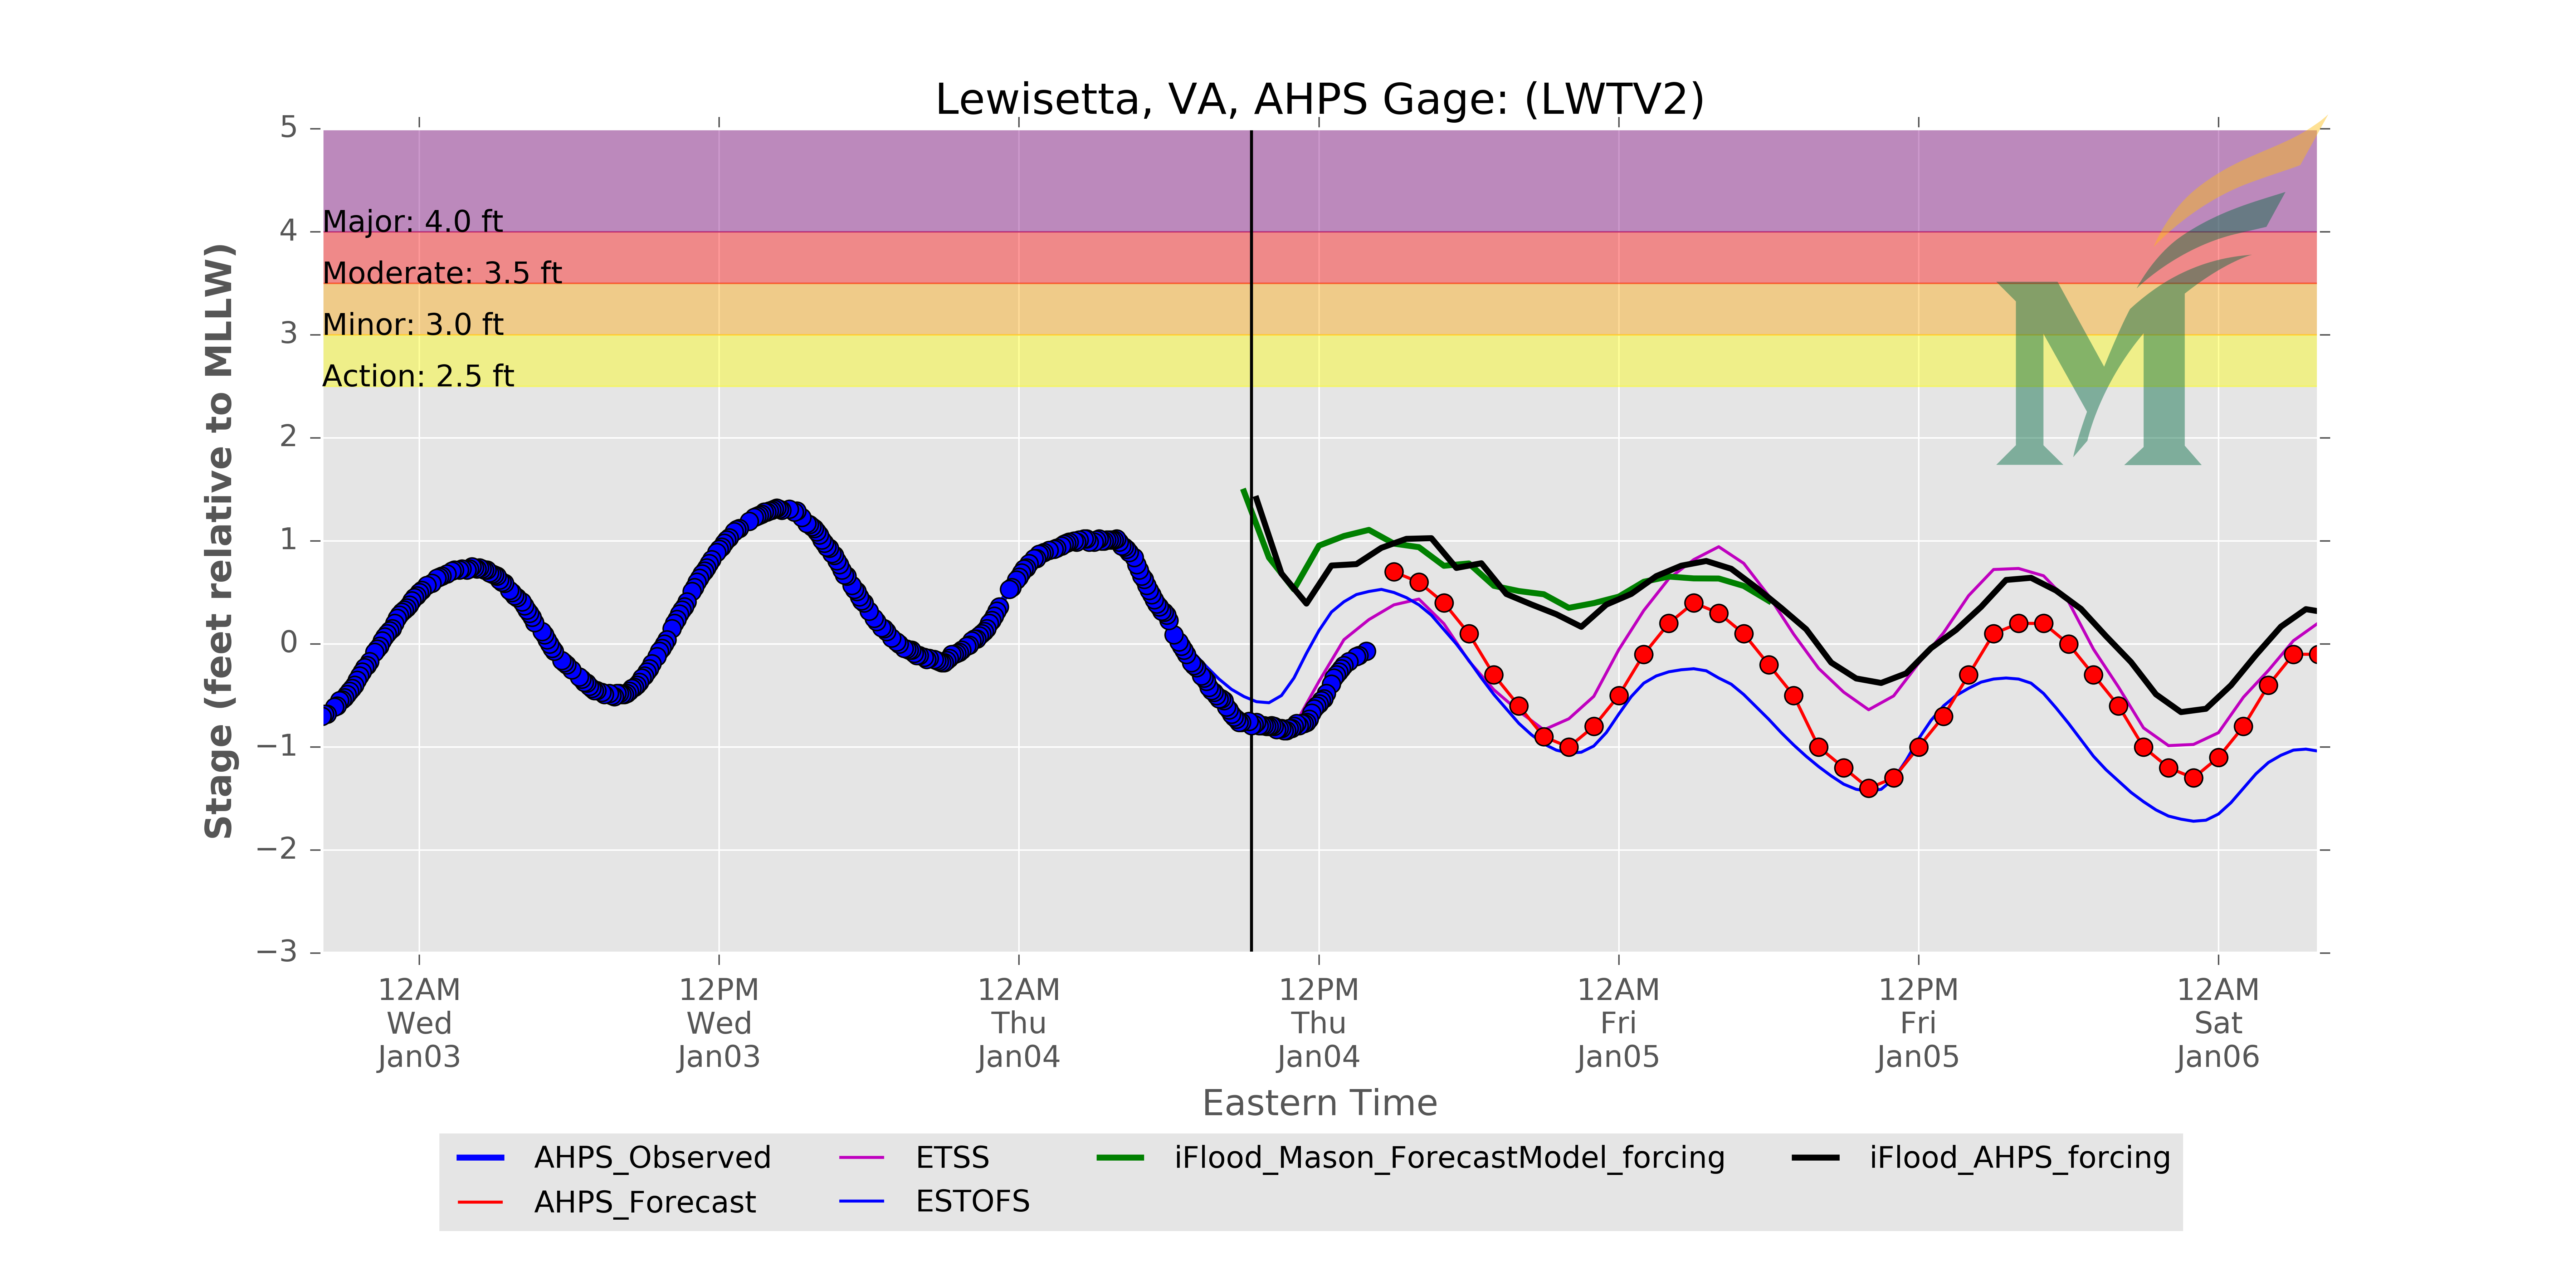 Lewisetta, VA, AHPS Gage: (LWTV2)
Stage (feet relative to MLLW)
5
4
3
2
1
0
−1
−2
−3
Major: 4.0 ft
Moderate: 3.5 ft
Minor: 3.0 ft
Action: 2.5 ft
M
12AM
Wed
Jan03
12PM
Wed
Jan03
12AM
Thu
Jan04
12PM
Thu
Jan04
12AM
Fri
Jan05
12PM
Fri
Jan05
12AM
Sat
Jan06
Eastern Time
AHPS_Observed
AHPS_Forecast
ETSS
ESTOFS
iFlood_Mason_ForecastModel_forcing
iFlood_AHPS_forcing